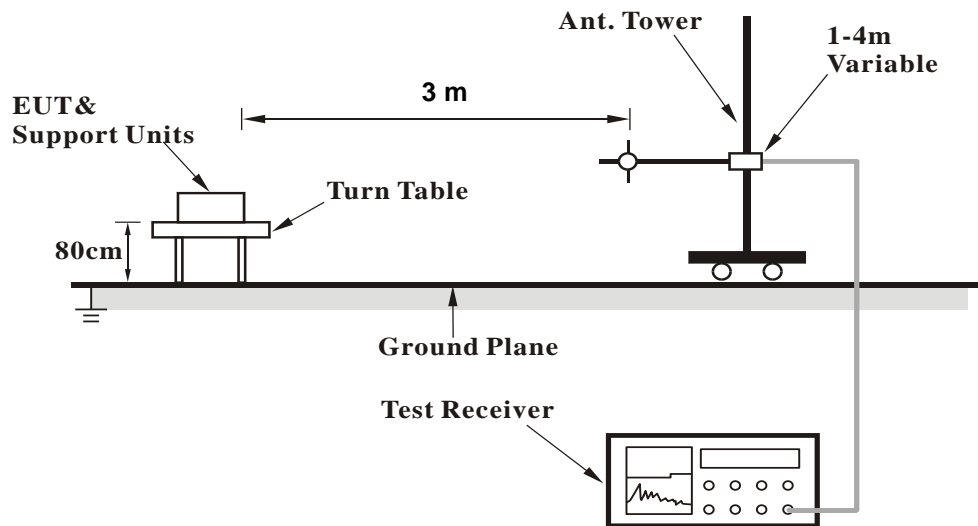 Ant. Tower
1-4m
Variable
3 m
EUT&
Support Units
Turn Table
80cm
Ground Plane
Test Receiver